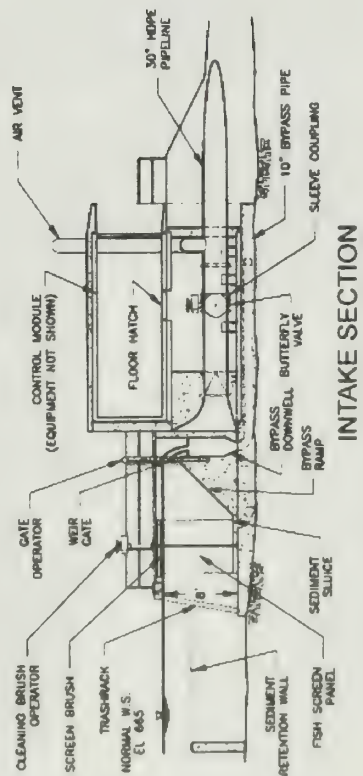 CLEANING BRUSH
OPERATOR
SCREEN BRUSH
TRASHRACK
NORMAL W.S.
EL 665
GATE
OPERATOR
WEIR
GATE
CONTROL MODULE
(EQUIPMENT NOT SHOWN)
AIR VENT
FLOOR HATCH
30" HDPE
PIPELINE
8'
SEDIMENT
RETENTION WALL
FISH SCREEN
PANEL
SEDIMENT
SLUICE
BYPASS
RAMP
BYPASS
DOWNWELL
BUTTERFLY
VALVE
SLEEVE COUPLING
10" BYPASS PIPE
INTAKE SECTION